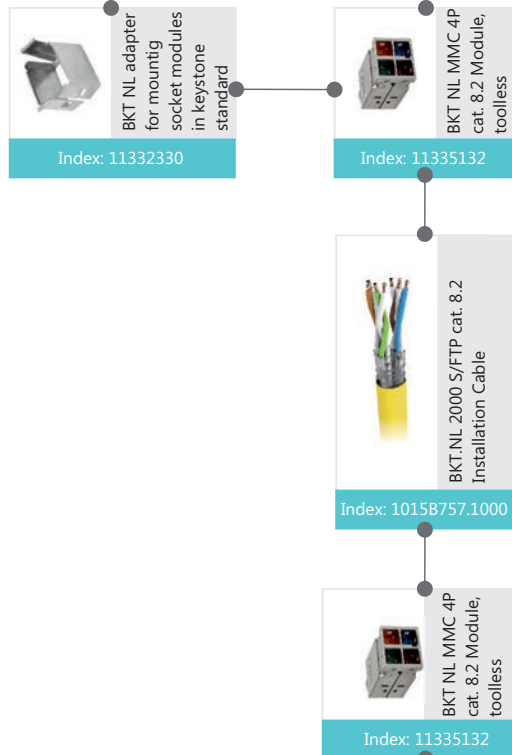 BKT NL adapter
for mountig
socket modules
in keystone
standard
Index: 11332330
BKT NL MMC 4P
cat. 8.2 Module,
toolless
Index: 11335132
BKT.NL 2000 S/FTP cat. 8.2
Installation Cable
Index: 1015B757.1000
BKT NL MMC 4P
cat. 8.2 Module,
toolless
Index: 11335132